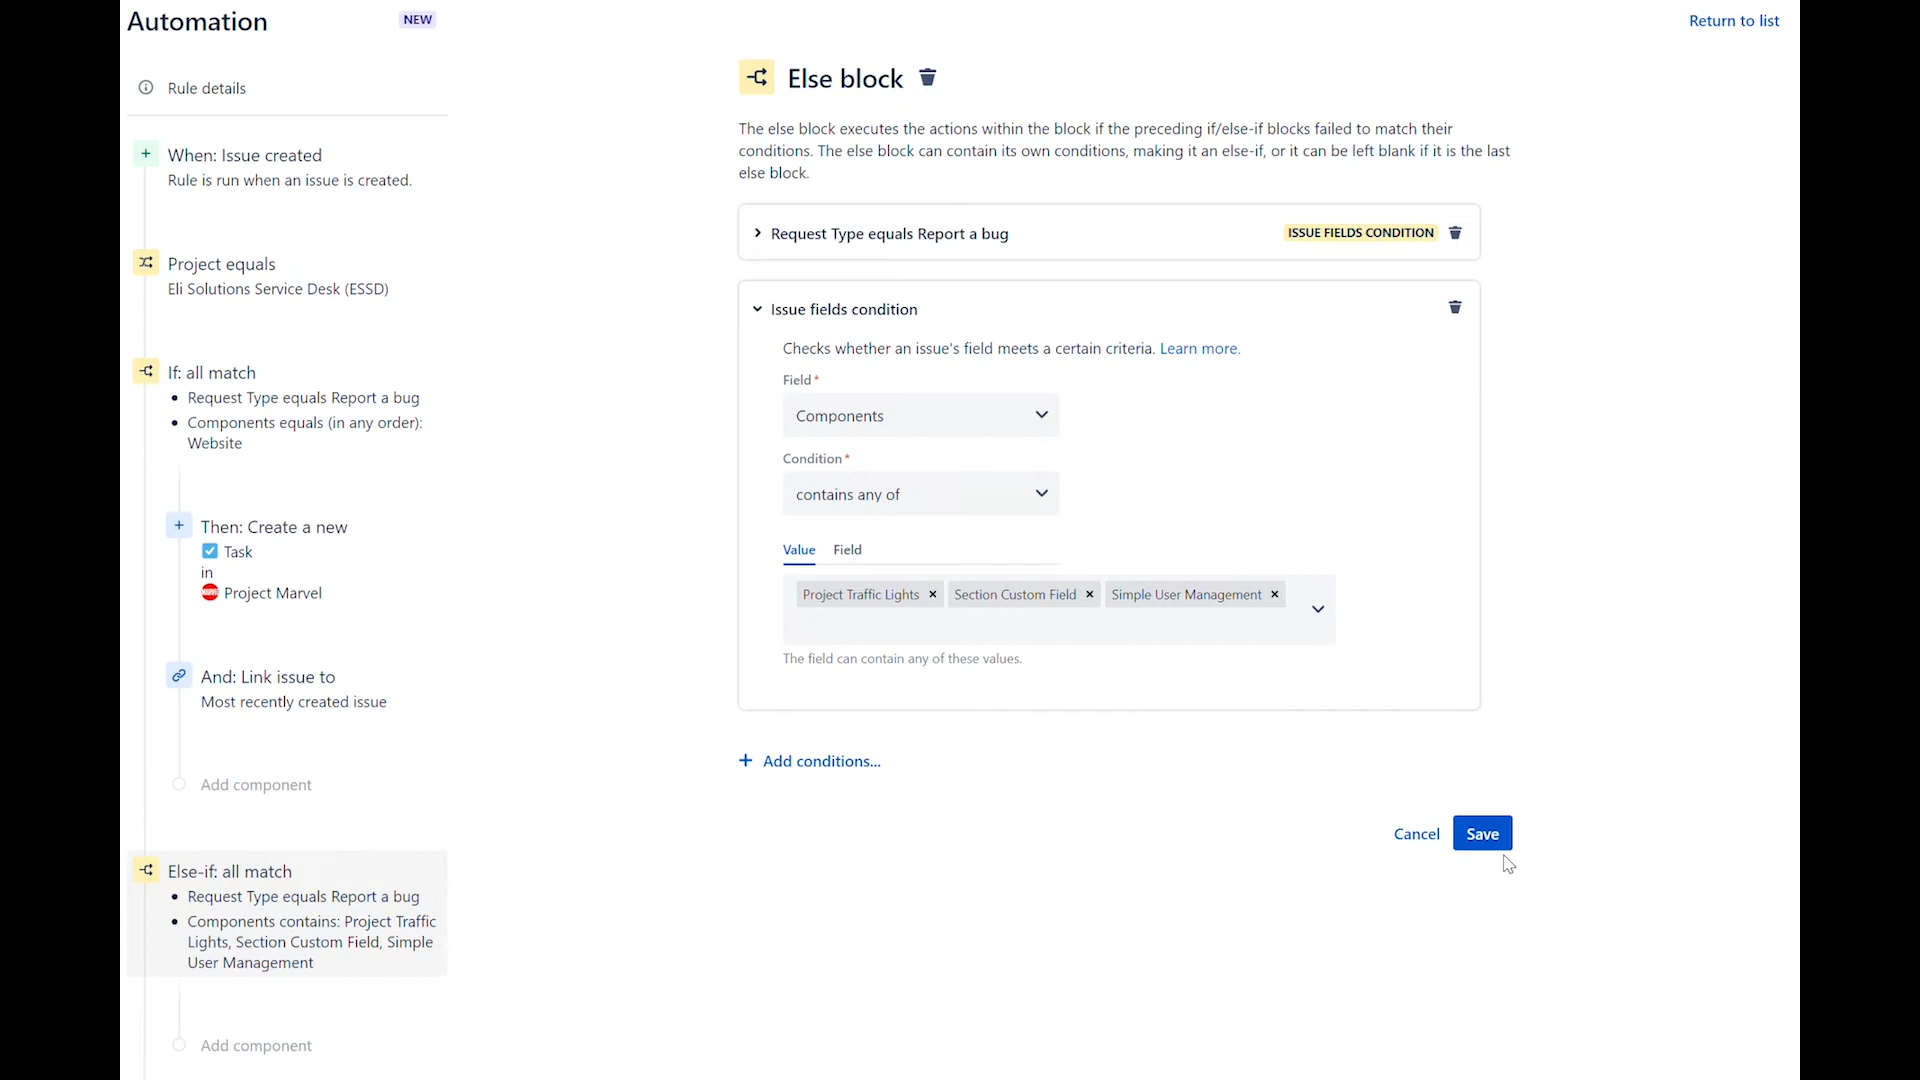 Automation
NEW
Return to list
Rule details
When: Issue created
Rule is run when an issue is created.
Project equals
Eli Solutions Service Desk (ESSD)
If: all match
Request Type equals Report a bug
Components equals (in any order):
Website
Then: Create a new
Task
in
MARVEL
Project Marvel
And: Link issue to
Most recently created issue
Add component
Else-if: all match
Request Type equals Report a bug
Components contains: Project Traffic
Lights, Section Custom Field, Simple
User Management
Add component
Else block
The else block executes the actions within the block if the preceding if/else-if blocks failed to match their
conditions. The else block can contain its own conditions, making it an else-if, or it can be left blank if it is the last
else block.
Request Type equals Report a bug
ISSUE FIELDS CONDITION
Issue fields condition
Checks whether an issue's field meets a certain criteria. Learn more.
Field*
Components
Condition*
contains any of
Value Field
Project Traffic Lights Section Custom Field Simple User Management
The field can contain any of these values.
Add conditions...
Cancel Save